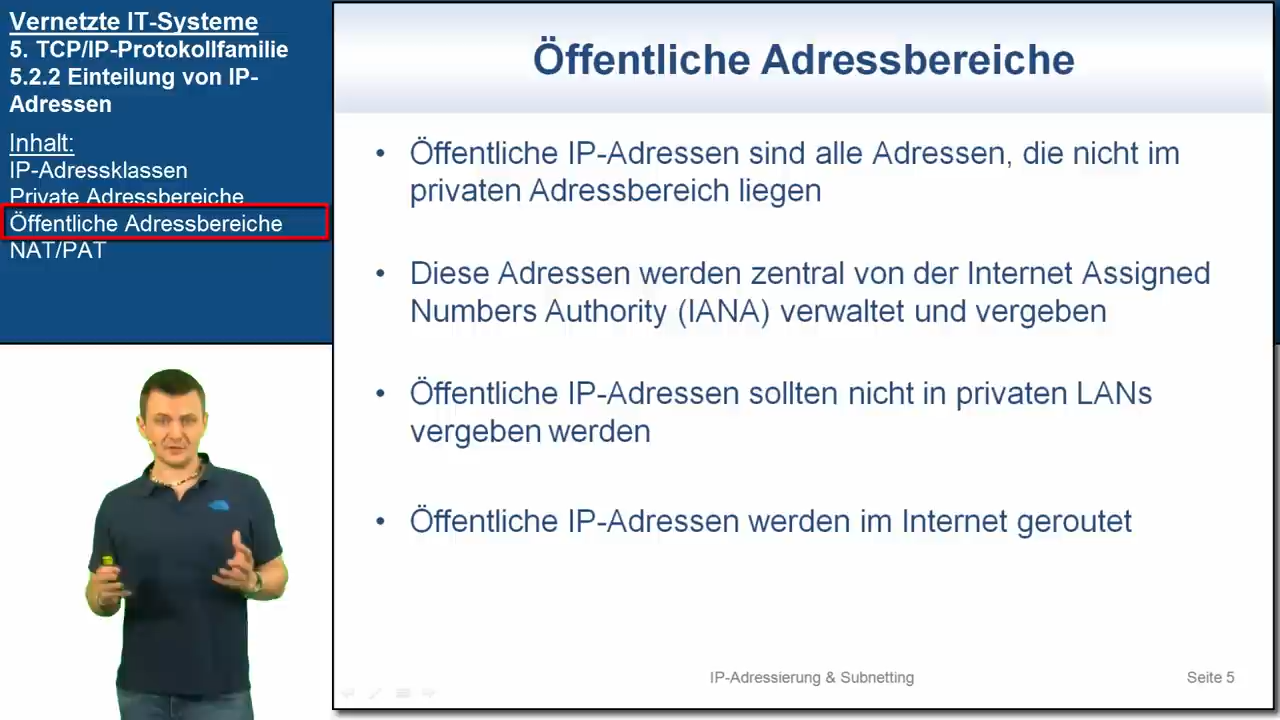 Vernetzte IT-Systeme
5. TCP/IP-Protokollfamilie
5.2.2 Einteilung von IP-
Adressen
Inhalt:
IP-Adressklassen
Private Adressbereiche
Öffentliche Adressbereiche
NAT/PAT
Öffentliche Adressbereiche
• Öffentliche IP-Adressen sind alle Adressen, die nicht im
privaten Adressbereich liegen
• Diese Adressen werden zentral von der Internet Assigned
Numbers Authority (IANA) verwaltet und vergeben
• Öffentliche IP-Adressen sollten nicht in privaten LANs
vergeben werden
• Öffentliche IP-Adressen werden im Internet geroutet
IP-Adressierung & Subnetting
Seite 5